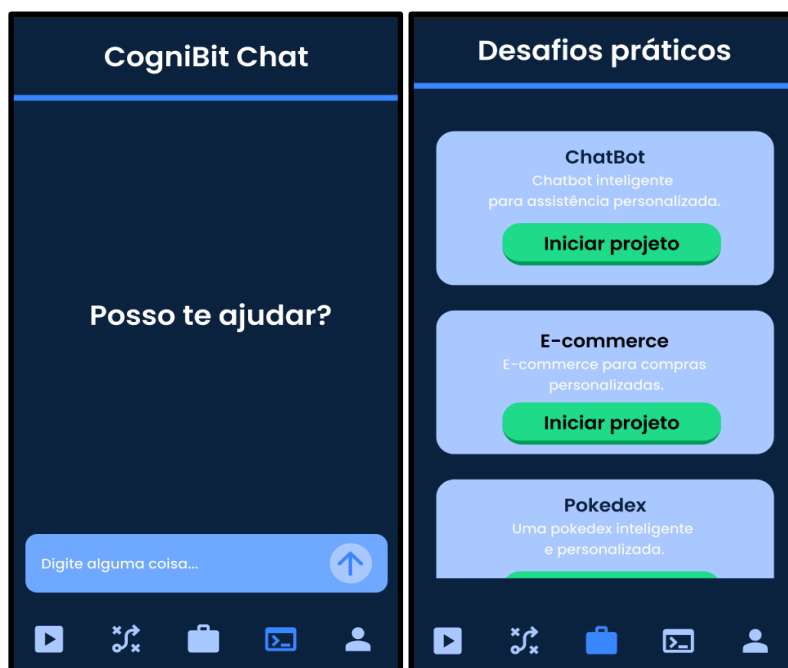 CogniBit Chat
Posso te ajudar?
Digite alguma coisa...
Desafios práticos
ChatBot
Chatbot inteligente
para assistência personalizada.
Iniciar projeto
E-commerce
E-commerce para compras
personalizadas.
Iniciar projeto
Pokedex
Uma pokedex inteligente
e personalizada.